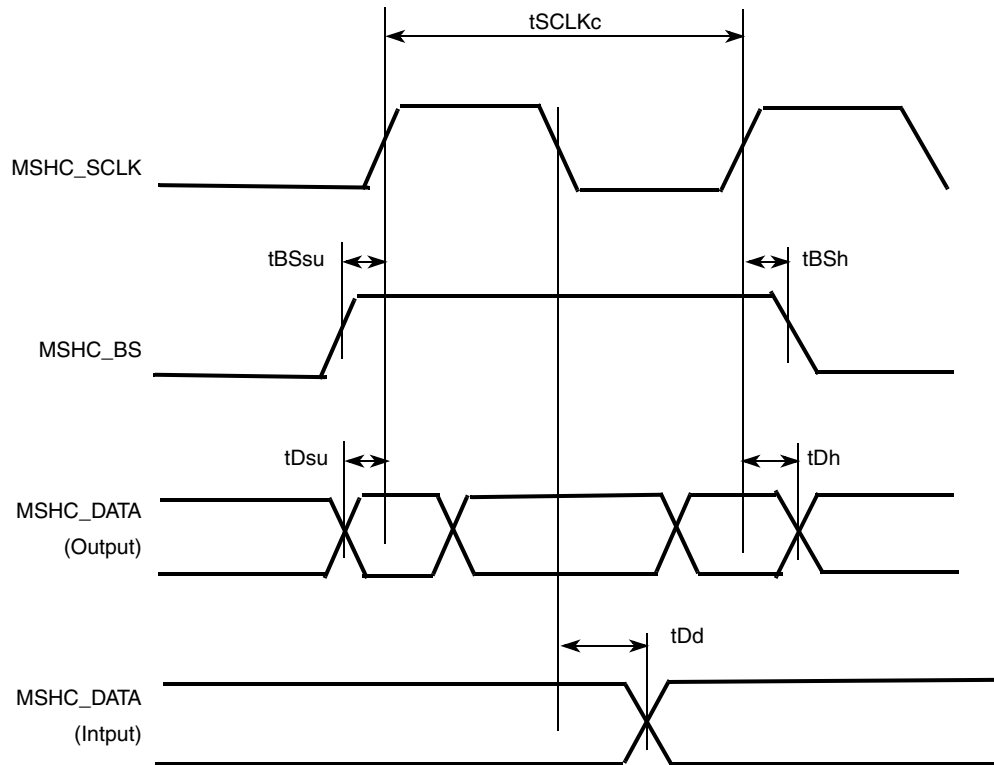 tSCLKc
MSHC_SCLK
tBSsu
tBSh
MSHC_BS
tDsu
tDh
MSHC_DATA
(Output)
tDd
MSHC_DATA
(Intput)